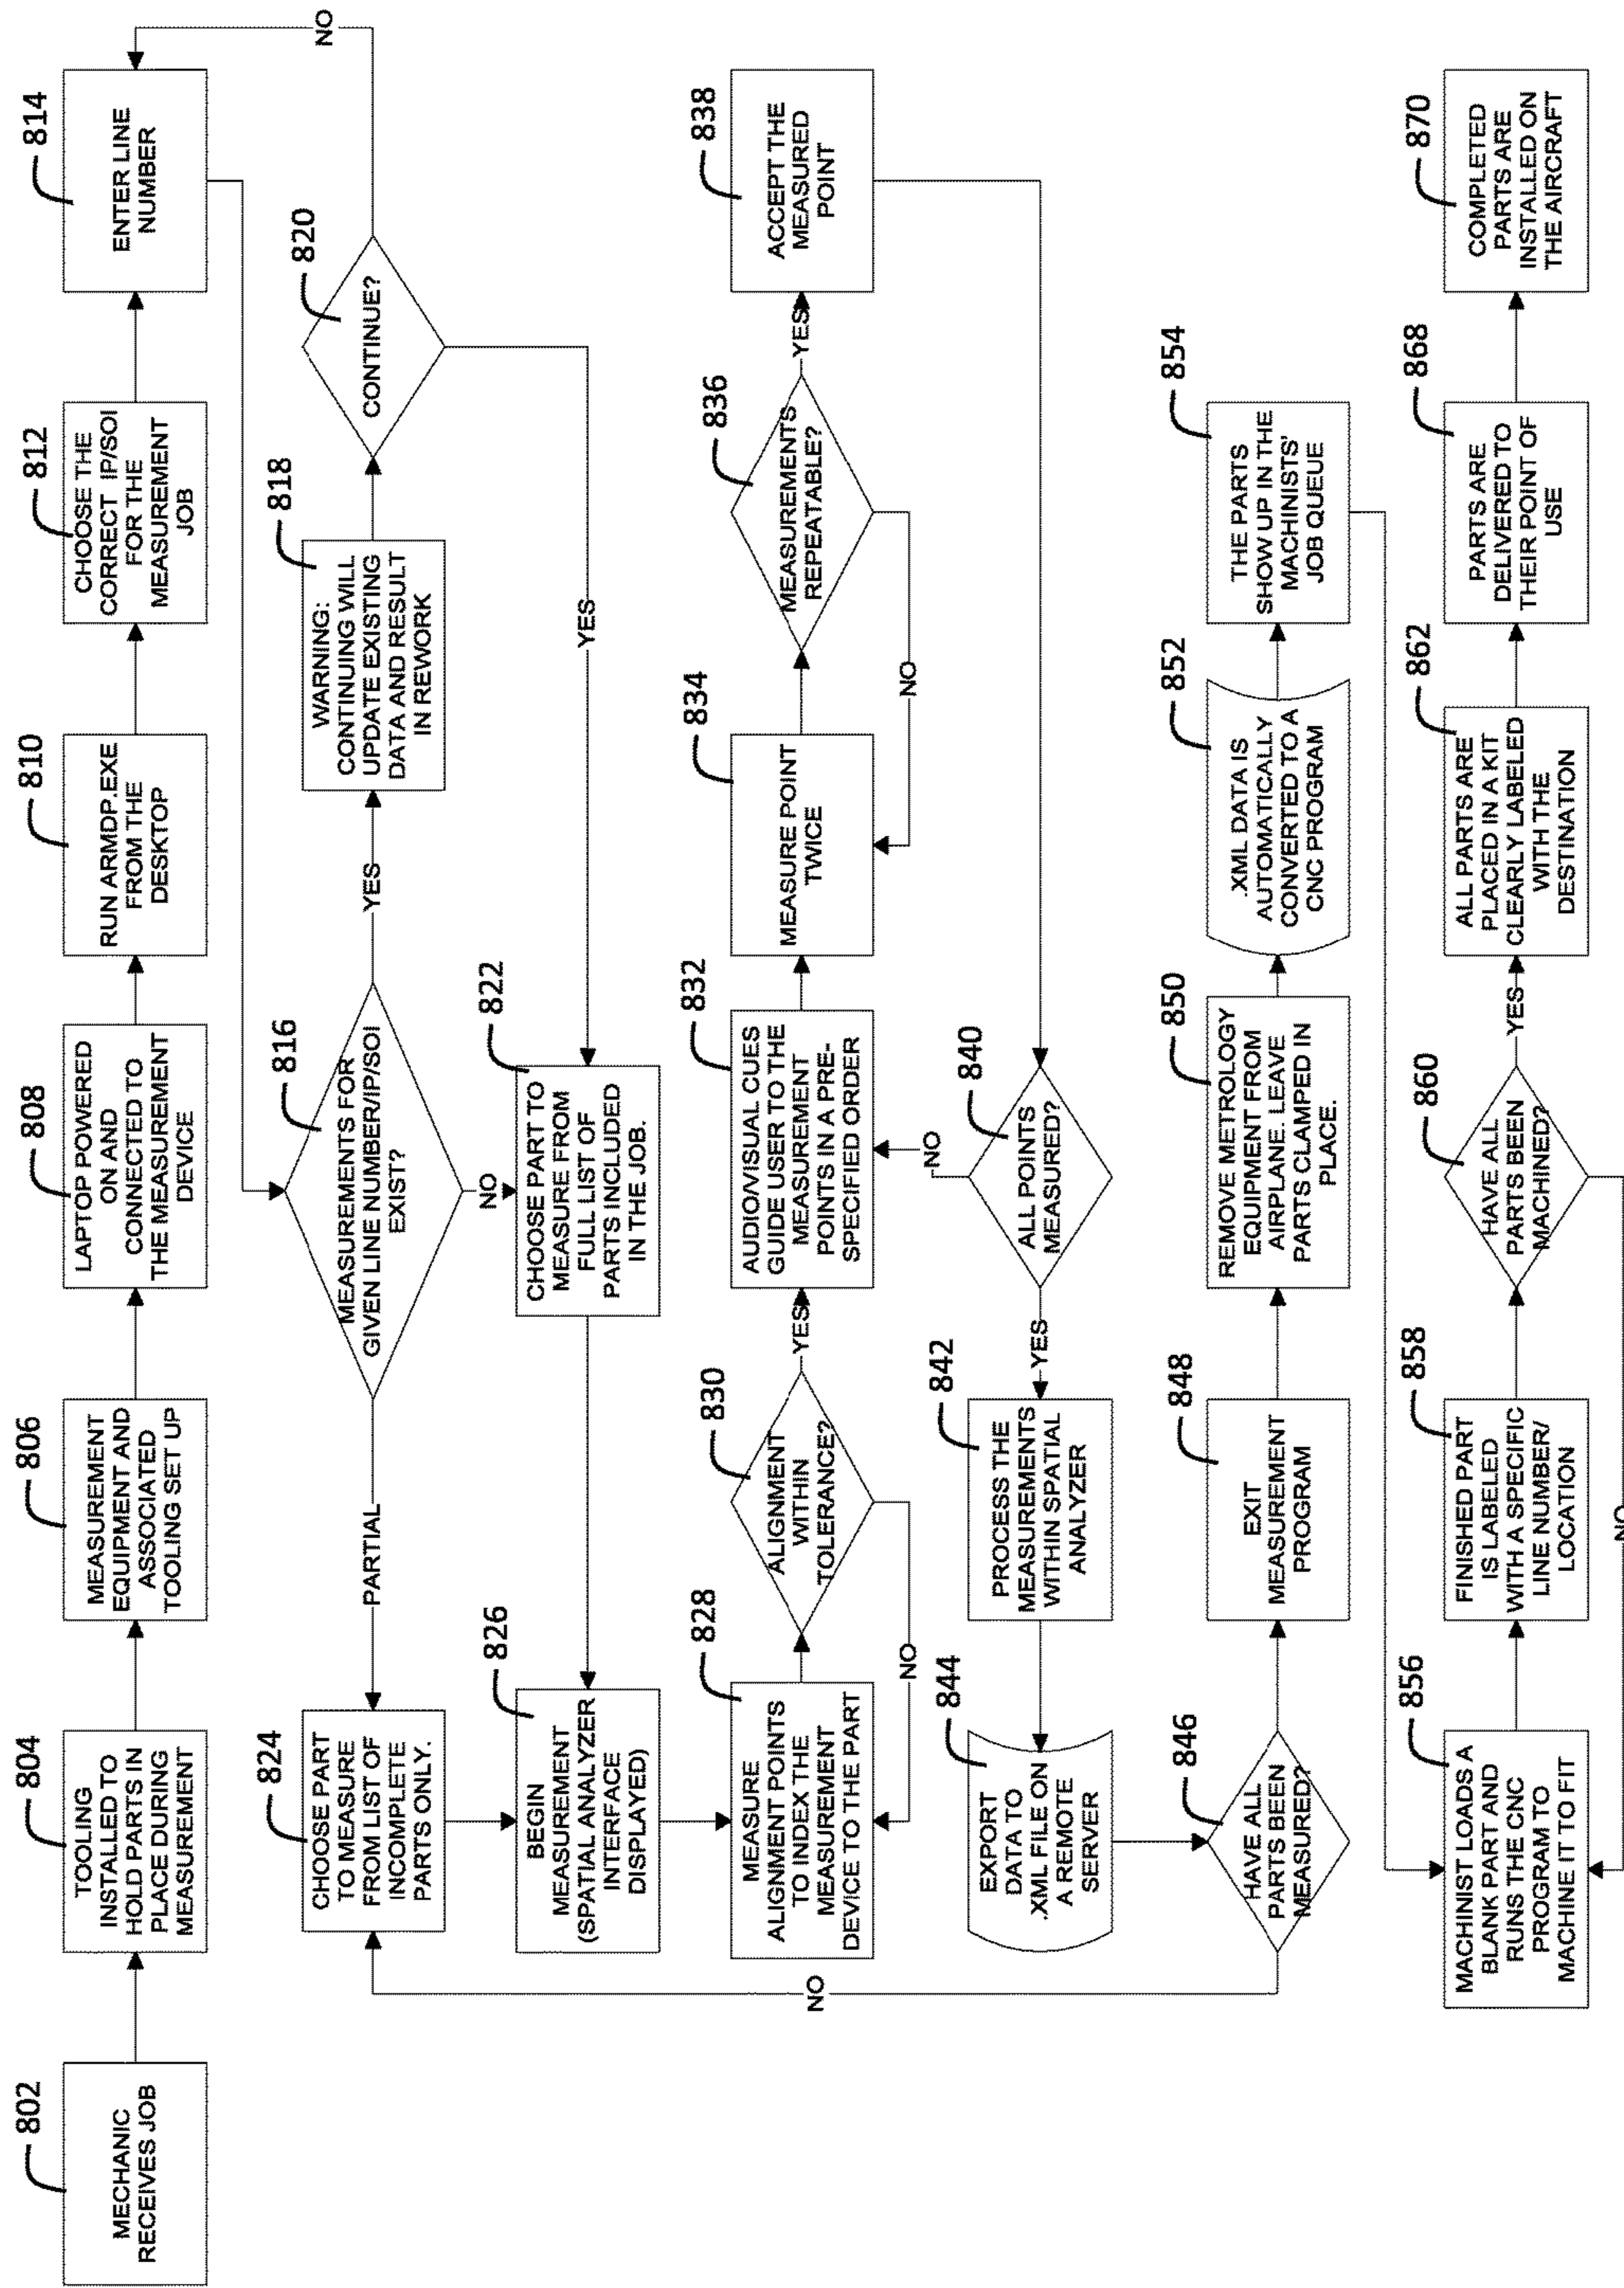 802
MECHANIC
RECEIVES JOB
804
TOOLING
INSTALLED TO
HOLD PARTS IN
PLACE DURING
MEASUREMENT
806
MEASUREMENT
EQUIPMENT AND
ASSOCIATED
TOOLING SET UP
808
LAPTOP POWERED
ON AND
CONNECTED TO
THE MEASUREMENT
DEVICE
810
RUN ARMDP.EXE
FROM THE
DESKTOP
812
CHOOSE THE
CORRECT IP/SOI
FOR THE
MEASUREMENT
JOB
814
ENTER LINE
NUMBER
816
MEASUREMENTS FOR
GIVEN LINE NUMBER/IP/SOI
EXIST?
YES
NO
PARTIAL
818
WARNING:
CONTINUING WILL
UPDATE EXISTING
DATA AND RESULT
IN REWORK
820
CONTINUE?
NO
YES
822
CHOOSE PART TO
MEASURE FROM
FULL LIST OF
PARTS INCLUDED
IN THE JOB.
824
CHOOSE PART
TO MEASURE
FROM LIST OF
INCOMPLETE
PARTS ONLY.
826
BEGIN
MEASUREMENT
(SPATIAL ANALYZER
INTERFACE
DISPLAYED)
828
MEASURE
ALIGNMENT POINTS
TO INDEX THE
MEASUREMENT
DEVICE TO THE PART
830
ALIGNMENT
WITHIN
TOLERANCE?
YES
NO
832
AUDIO/VISUAL CUES
GUIDE USER TO THE
MEASUREMENT
POINTS IN A PRE-
SPECIFIED ORDER
834
MEASURE POINT
TWICE
836
MEASUREMENTS
REPEATABLE?
YES
NO
838
ACCEPT THE
MEASURED
POINT
840
ALL POINTS
MEASURED?
NO
YES
842
PROCESS THE
MEASUREMENTS
WITHIN SPATIAL
ANALYZER
844
EXPORT
DATA TO
.XML FILE ON
A REMOTE
SERVER
846
HAVE ALL
PARTS BEEN
MEASURED?
NO
848
EXIT
MEASUREMENT
PROGRAM
850
REMOVE METROLOGY
EQUIPMENT FROM
AIRPLANE. LEAVE
PARTS CLAMPED IN
PLACE.
852
.XML DATA IS
AUTOMATICALLY
CONVERTED TO A
CNC PROGRAM
854
THE PARTS
SHOW UP IN THE
MACHINISTS'
JOB QUEUE
856
MACHINIST LOADS A
BLANK PART AND
RUNS THE CNC
PROGRAM TO
MACHINE IT TO FIT
858
FINISHED PART
IS LABELED
WITH A SPECIFIC
LINE NUMBER/
LOCATION
860
HAVE ALL
PARTS BEEN
MACHINED?
YES
NO
862
ALL PARTS ARE
PLACED IN A KIT
CLEARLY LABELED
WITH THE
DESTINATION
868
PARTS ARE
DELIVERED TO
THEIR POINT OF
USE
870
COMPLETED
PARTS ARE
INSTALLED ON
THE AIRCRAFT